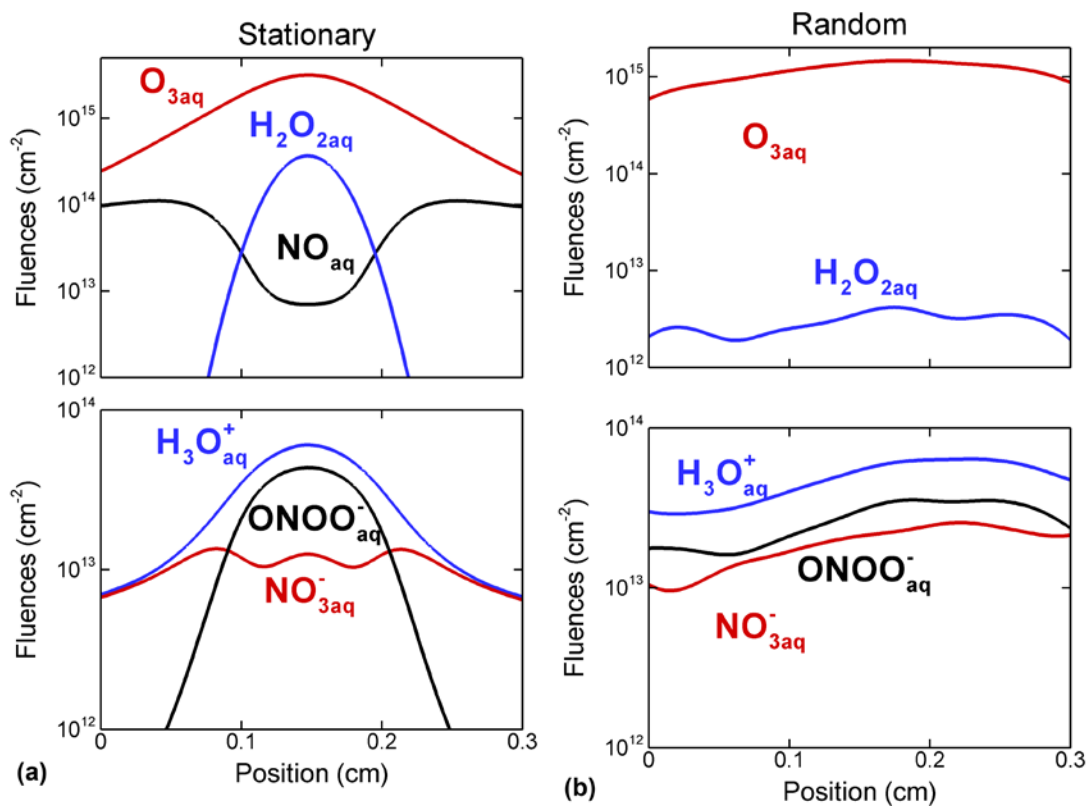 Stationary
Fluences (cm-2)
10^15
10^14
10^13
10^12
O3aq
H2O2aq
NOaq
Fluences (cm-2)
10^14
10^13
10^12
H3O+aq
ONOO-aq
NO-3aq
0 0.1 0.2 0.3
(a) Position (cm)
Random
Fluences (cm-2)
10^15
10^14
10^13
10^12
O3aq
H2O2aq
Fluences (cm-2)
10^14
10^13
10^12
H3O+aq
ONOO-aq
NO-3aq
0 0.1 0.2 0.3
(b) Position (cm)